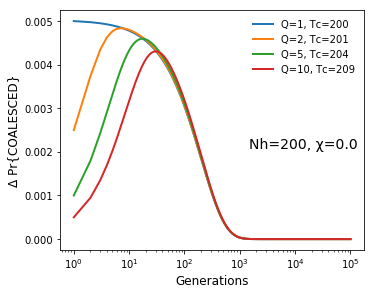 0.005
0.004
0.003
0.002
0.001
0.000
Δ Pr{COALESCED}
Q=1, Tc=200
Q=2, Tc=201
Q=5, Tc=204
Q=10, Tc=209
Nh=200, χ=0.0
10⁰ 10¹ 10² 10³ 10⁴ 10⁵
Generations